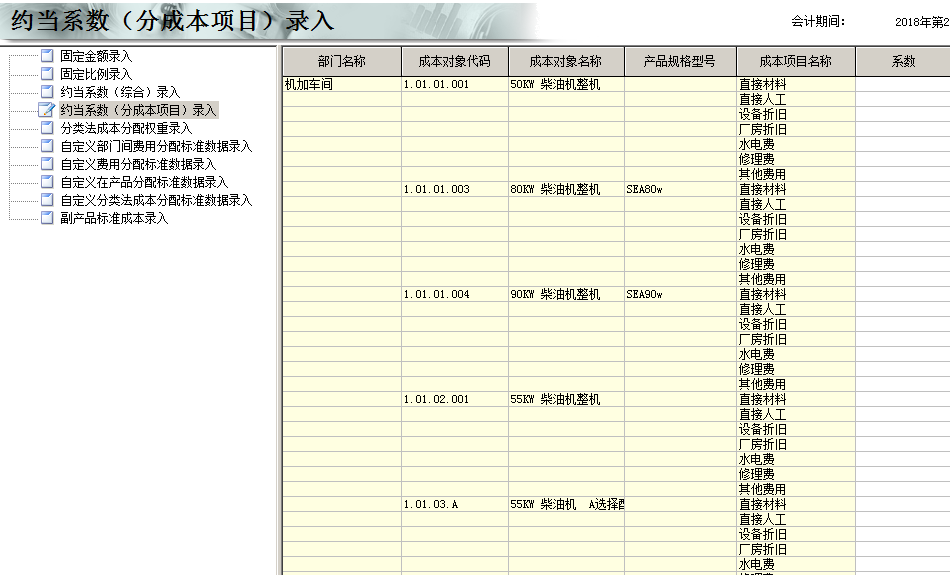 约当系数（分成本项目）录入
会计期间： 2018年第2
固定金额录入
固定比例录入
约当系数（综合）录入
约当系数（分成本项目）录入
分类法成本分配权重录入
自定义部门间费用分配标准数据录入
自定义费用分配标准数据录入
自定义在产品分配标准数据录入
自定义分类法成本分配标准数据录入
副产品标准成本录入
部门名称 成本对象代码 成本对象名称 产品规格型号 成本项目名称 系数
机加车间 1.01.01.001 50KW 柴油机整机 直接材料
直接人工
设备折旧
厂房折旧
水电费
修理费
其他费用
1.01.01.003 80KW 柴油机整机 SEA80w 直接材料
直接人工
设备折旧
厂房折旧
水电费
修理费
其他费用
1.01.01.004 90KW 柴油机整机 SEA90w 直接材料
直接人工
设备折旧
厂房折旧
水电费
修理费
其他费用
1.01.02.001 55KW 柴油机整机 直接材料
直接人工
设备折旧
厂房折旧
水电费
修理费
其他费用
1.01.03.A 55KW 柴油机 A选择 直接材料
直接人工
设备折旧
厂房折旧
水电费